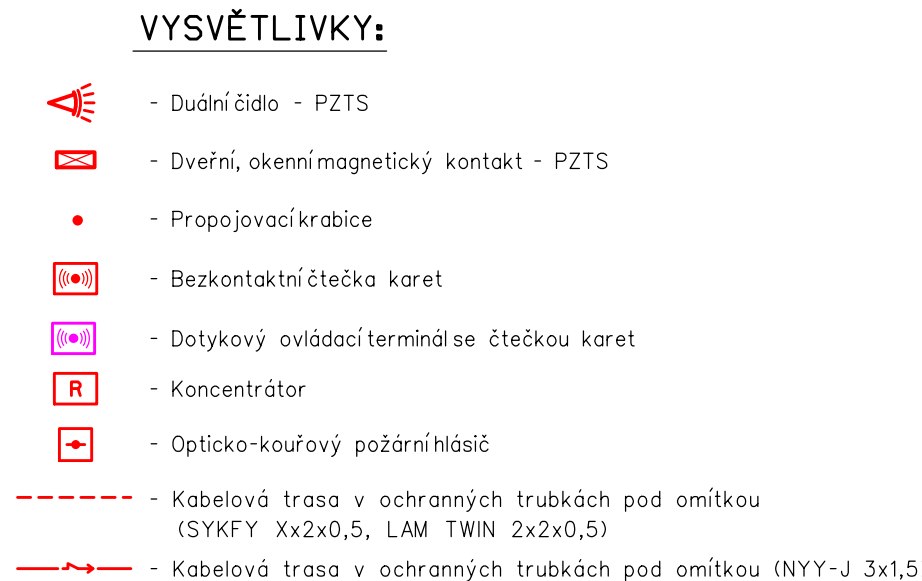 VYSVĚTLIVKY:
- Duální čidlo - PZTS
- Dveřní, okenní magnetický kontakt - PZTS
- Propojovací krabice
- Bezkontaktní čtečka karet
- Dotykový ovládací terminál se čtečkou karet
R - Koncentrátor
- Opticko-kouřový požární hlásič
- Kabelová trasa v ochranných trubkách pod omítkou
(SYKFY Xx2x0,5, LAM TWIN 2x2x0,5)
- Kabelová trasa v ochranných trubkách pod omítkou (NYY-J 3x1,5